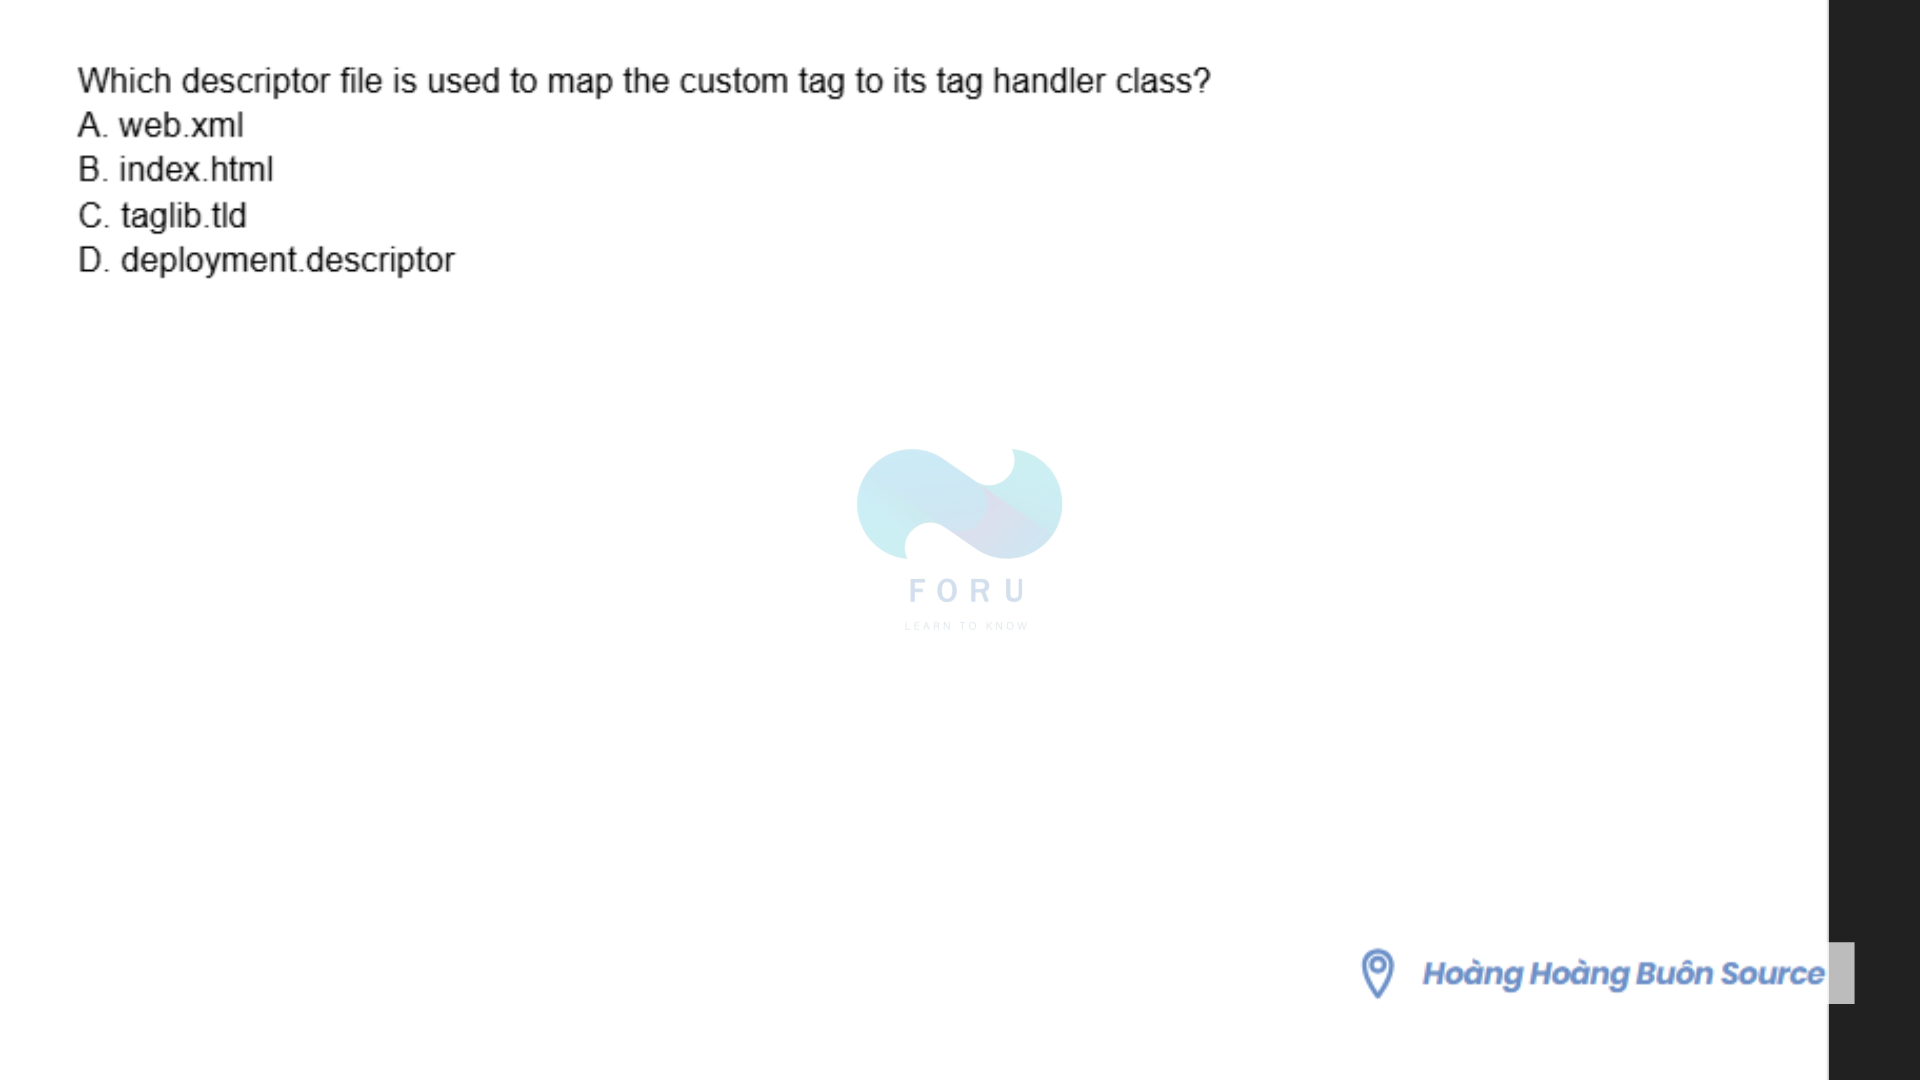 Which descriptor file is used to map the custom tag to its tag handler class?
A. web.xml
B. index.html
C. taglib.tld
D. deployment.descriptor
FORU
LEARN TO KNOW
Hoàng Hoàng Buôn Source